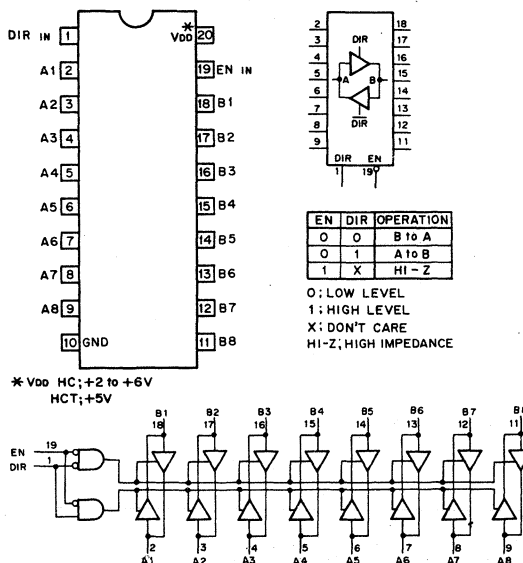 DIR IN 1
* VDD 20
A1 2
19 EN IN
A2 3
18 B1
A3 4
17 B2
A4 5
16 B3
A5 6
15 B4
A6 7
14 B5
A7 8
13 B6
A8 9
12 B7
10 GND
11 B8
* VDD HC;+2 to +6V
HCT;+5V
2 18
3 17
4 16
5 15
6 14
7 13
8 12
9 11
DIR
A B
DIR
DIR EN
1 19
EN DIR OPERATION
0 0 B to A
0 1 A to B
1 X HI-Z
0; LOW LEVEL
1; HIGH LEVEL
X; DON'T CARE
HI-Z; HIGH IMPEDANCE
B1 B2 B3 B4 B5 B6 B7
18 17 16 15 14 13 12 11
EN 19
DIR 1
2 3 4 5 6 7 8 9
A1 A2 A3 A4 A5 A6 A7 A8